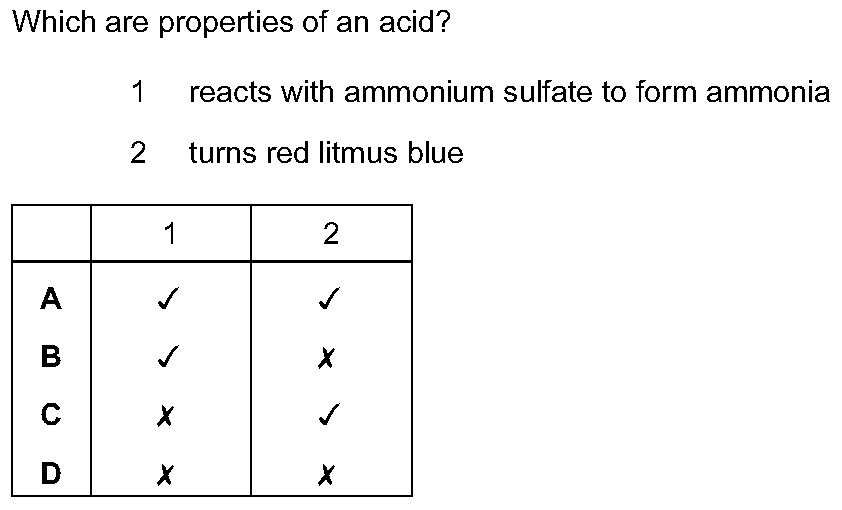 Which are properties of an acid?
1 reacts with ammonium sulfate to form ammonia
2 turns red litmus blue
1 2
A ✓ ✓
B ✓ ✗
C ✗ ✓
D ✗ ✗